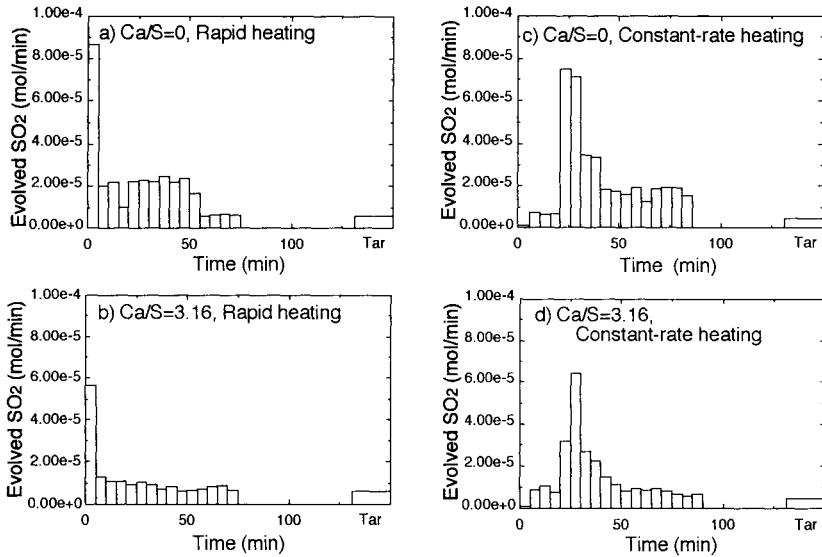 a) Ca/S=0, Rapid heating
Evolved SO2 (mol/min)
1.00e-4
8.00e-5
6.00e-5
4.00e-5
2.00e-5
0.00e+0
0
50
100
Tar
Time (min)
c) Ca/S=0, Constant-rate heating
Evolved SO2 (mol/min)
1.00e-4
8.00e-5
6.00e-5
4.00e-5
2.00e-5
0.00e+0
0
50
100
Tar
Time (min)
b) Ca/S=3.16, Rapid heating
Evolved SO2 (mol/min)
1.00e-4
8.00e-5
6.00e-5
4.00e-5
2.00e-5
0.00e+0
0
50
100
Tar
Time (min)
d) Ca/S=3.16,
Constant-rate heating
Evolved SO2 (mol/min)
1.00e-4
8.00e-5
6.00e-5
4.00e-5
2.00e-5
0.00e+0
0
50
100
Tar
Time (min)